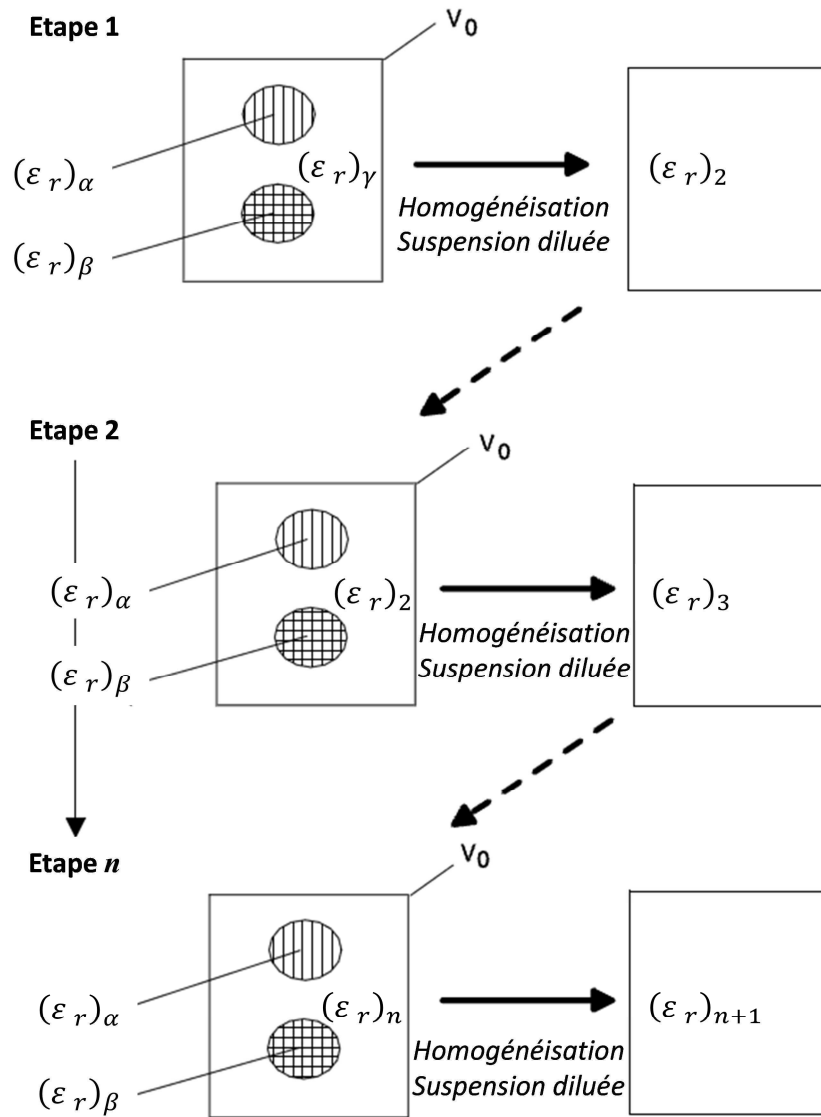 Etape 1
V₀
(ε r)α
(ε r)γ
(ε r)β
Homogénéisation
Suspension diluée
(ε r)₂
Etape 2
V₀
(ε r)α
(ε r)₂
(ε r)β
Homogénéisation
Suspension diluée
(ε r)₃
Etape n
V₀
(ε r)α
(ε r)n
(ε r)β
Homogénéisation
Suspension diluée
(ε r)n+1